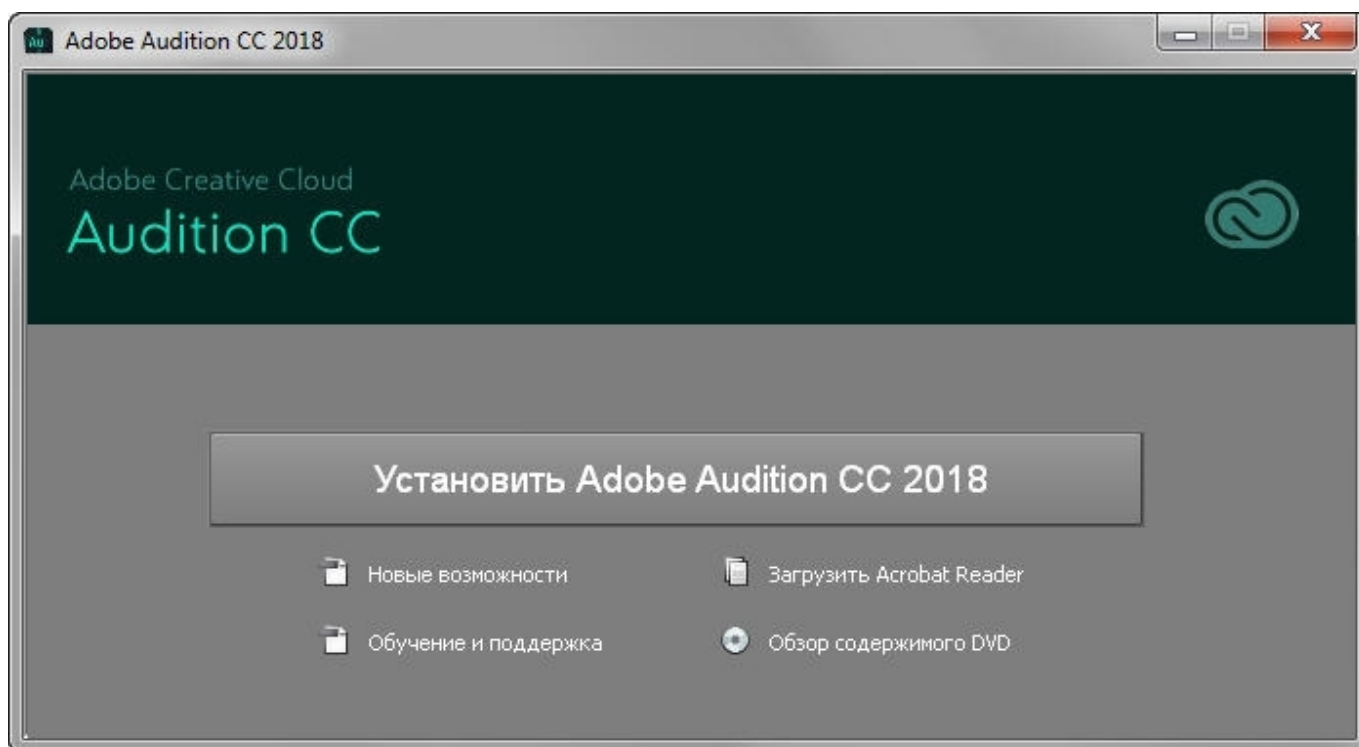 Au Adobe Audition CC 2018
Adobe Creative Cloud
Audition CC
Установить Adobe Audition CC 2018
Новые возможности
Загрузить Acrobat Reader
Обучение и поддержка
Обзор содержимого DVD